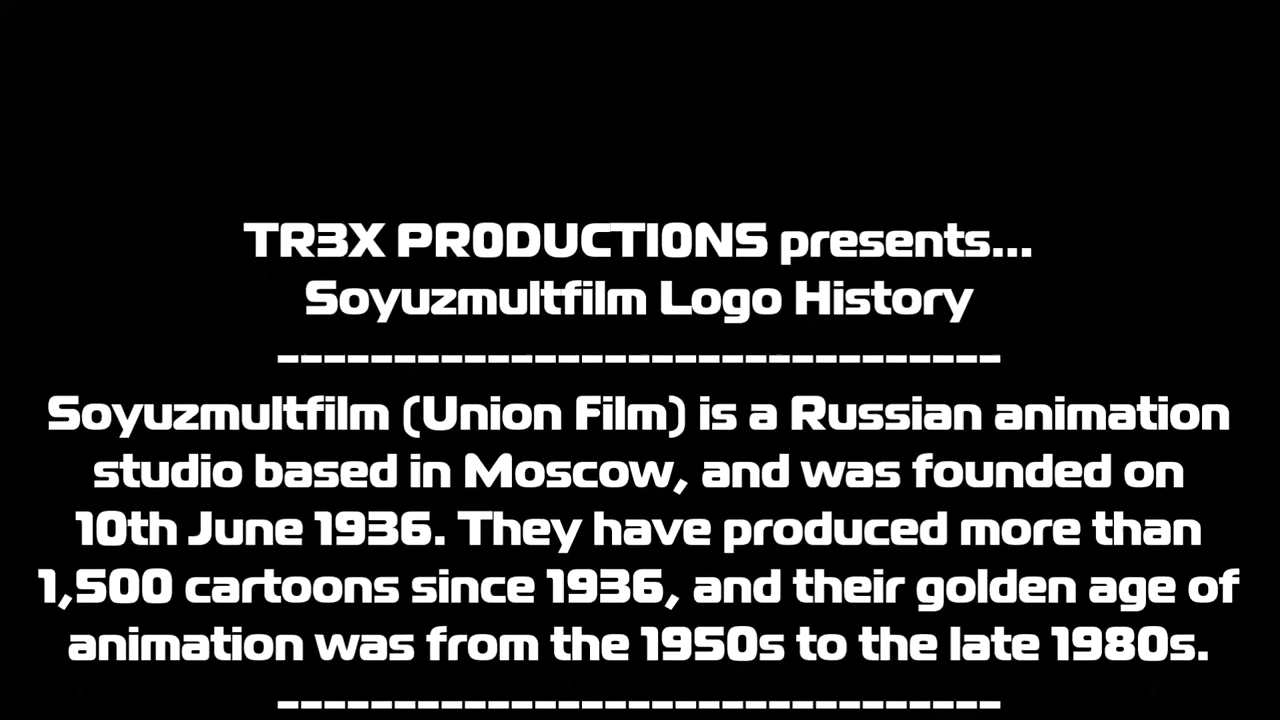 TR3X PR0DUCTI0NS presents...
Soyuzmultfilm Logo History
-------------------------------
Soyuzmultfilm (Union Film) is a Russian animation
studio based in Moscow, and was founded on
10th June 1936. They have produced more than
1,500 cartoons since 1936, and their golden age of
animation was from the 1950s to the late 1980s.
-------------------------------